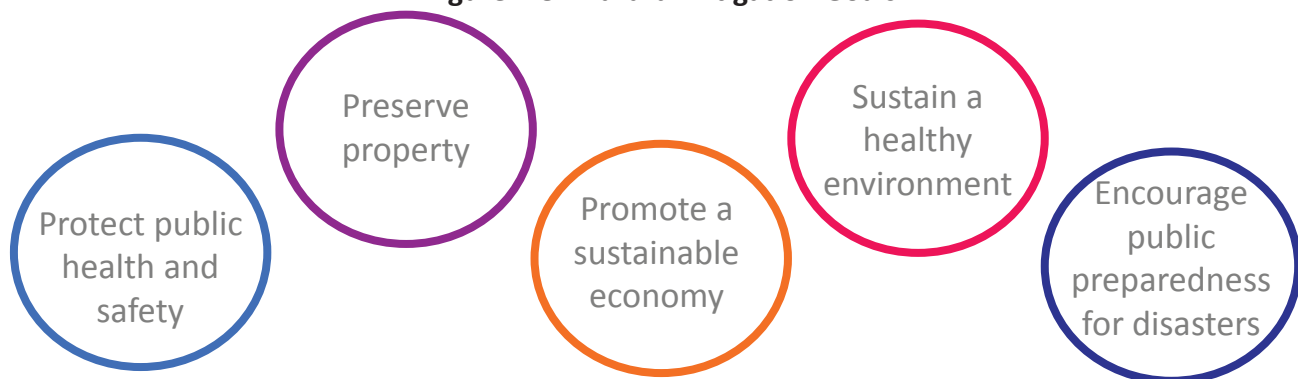 Protect public
health and
safety
Preserve
property
Promote a
sustainable
economy
Sustain a
healthy
environment
Encourage
public
preparedness
for disasters